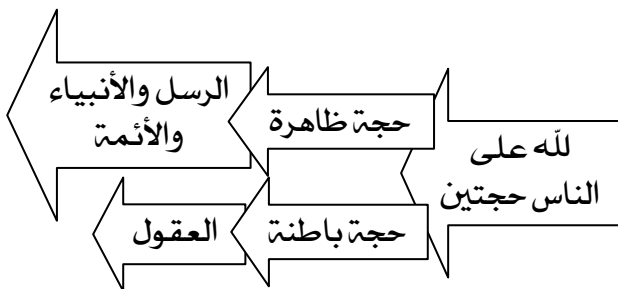 لله على
الناس حجتين
حجة ظاهرة
الرسل والأنبياء
والأئمة
حجة باطنة
العقول